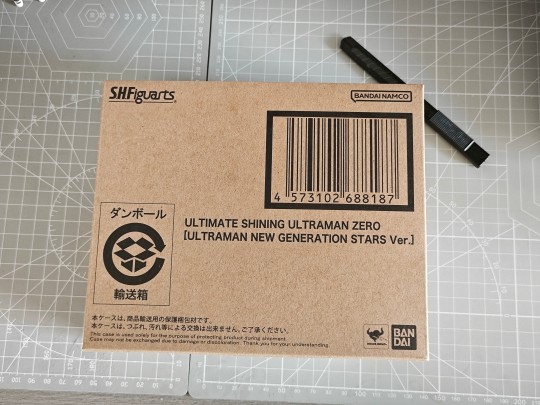 S.H.Figuarts
BANDAI NAMCO
4 573102 688187
ダンボール
輸送箱
ULTIMATE SHINING ULTRAMAN ZERO
[ULTRAMAN NEW GENERATION STARS Ver.]
本ケースは、商品輸送用の保護梱包材です。
本ケースは、つぶれ、汚れ等による交換は出来ません。ご了承ください。
This case is used solely for the purpose of protecting product during shipment.
Case may not be exchanged due to damage or discoloration. Thank you for your understanding.
BAN
DAI